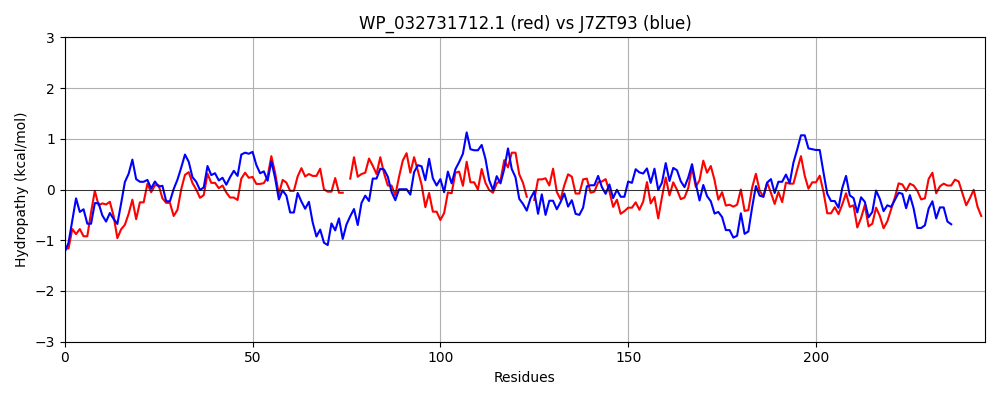 WP_032731712.1 (red) vs J7ZT93 (blue)
3
2
1
0
−1
−2
−3
Hydropathy (kcal/mol)
0 50 100 150 200
Residues